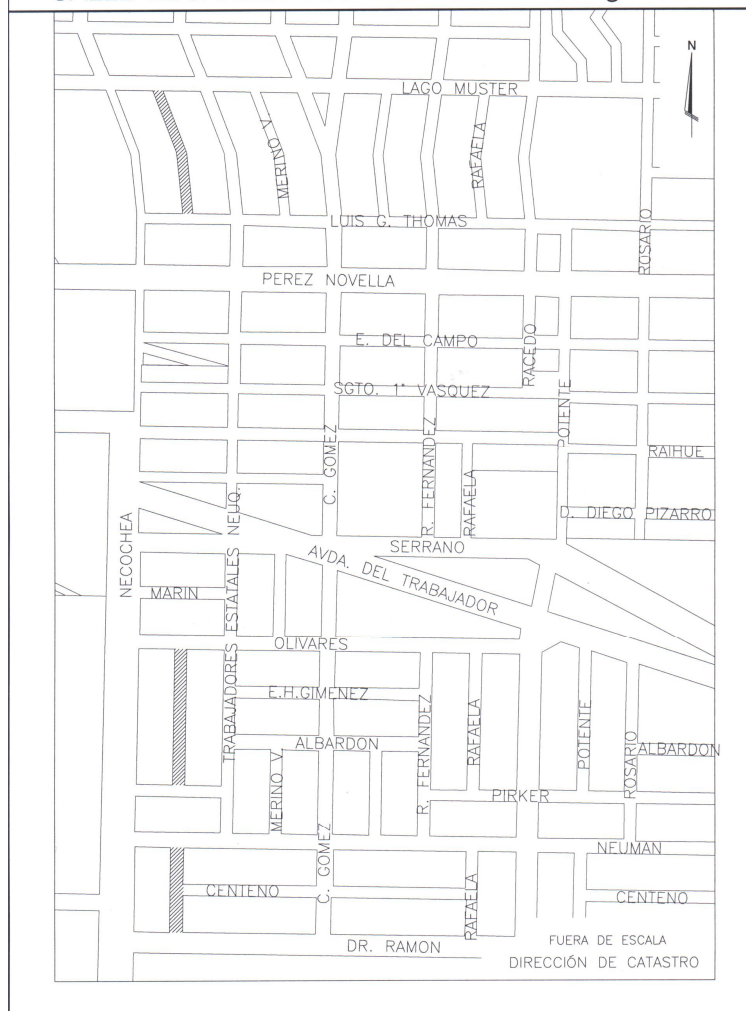 N
LAGO MUSTER
MERINO V.
RAFAELA
LUIS G. THOMAS
ROSARIO
PEREZ NOVELLA
E. DEL CAMPO
RACEDO
SGTO. 1° VASQUEZ
POTENTE
C. GOMEZ
R. FERNANDEZ
RAFAELA
RAIHUE
D. DIEGO PIZARRO
NECOCHEA
TRABAJADORES ESTATALES NEUQ.
SERRANO
AVDA. DEL TRABAJADOR
MARIN
OLIVARES
E.H.GIMENEZ
R. FERNANDEZ
RAFAELA
POTENTE
ROSARIO
ALBARDON
ALBARDON
MERINO V.
PIRKER
C. GOMEZ
NEUMAN
CENTENO
RAFAELA
CENTENO
DR. RAMON
FUERA DE ESCALA
DIRECCIÓN DE CATASTRO